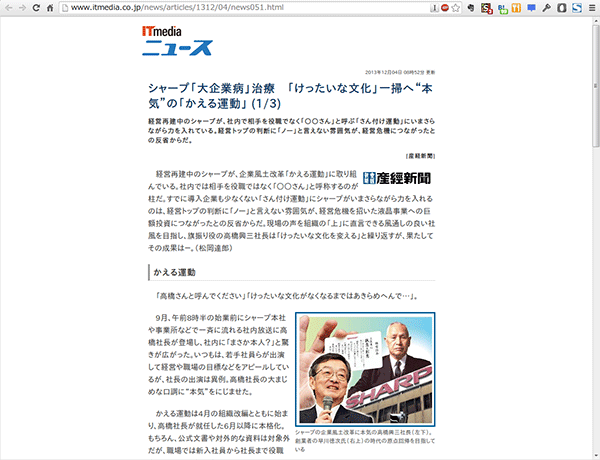 www.itmedia.co.jp/news/articles/1312/04/news051.html
ITmedia
ニュース
2013年12月04日 08時52分 更新
シャープ「大企業病」治療　「けったいな文化」一掃へ“本
気”の「かえる運動」 (1/3)
経営再建中のシャープが、社内で相手を役職でなく「〇〇さん」と呼ぶ「さん付け運動」にいまさら
ながら力を入れている。経営トップの判断に「ノー」と言えない雰囲気が、経営危機につながったと
の反省からだ。
[産経新聞]
経営再建中のシャープが、企業風土改革「かえる運動」に取り組
んでいる。社内では相手を役職ではなく「〇〇さん」と呼称するのが
柱だ。すでに導入企業も少なくない「さん付け運動」にシャープがいまさらながら力を入れる
のは、経営トップの判断に「ノー」と言えない雰囲気が、経営危機を招いた液晶事業への巨
額投資につながったとの反省からだ。現場の声を組織の「上」に直言できる風通しの良い社
風を目指し、旗振り役の高橋興三社長は「けったいな文化を変える」と繰り返すが、果たして
その成果はー。（松岡達郎）
産経新聞
かえる運動
「高橋さんと呼んでください」「けったいな文化がなくなるまではあきらめへんで…」。
9月、午前8時半の始業前にシャープ本社
や事業所などで一斉に流れる社内放送に高
橋社長が登場し、社内に「まさか本人？」と驚
きが広がった。いつもは、若手社員らが出演
して経営や職場の目標などをアピールしてい
るが、社長の出演は異例。高橋社長の大まじ
めな口調に“本気”をにじませた。
SHARP
シャープの企業風土改革に本気の高橋興三社長（左下）。
創業者の早川徳次氏（右上）の時代の原点回帰を目指して
いる
かえる運動は4月の組織改編とともに始ま
り、高橋社長が就任した6月以降に本格化。
もちろん、公式文書や対外的な資料は対象外
だが、職場では新入社員から社長まで役職